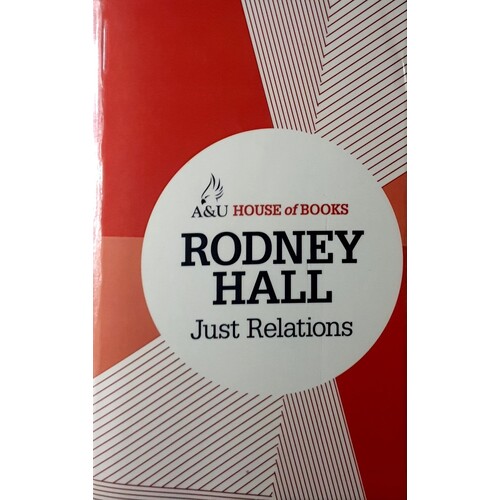 A&U HOUSE of BOOKS
RODNEY
HALL
Just Relations